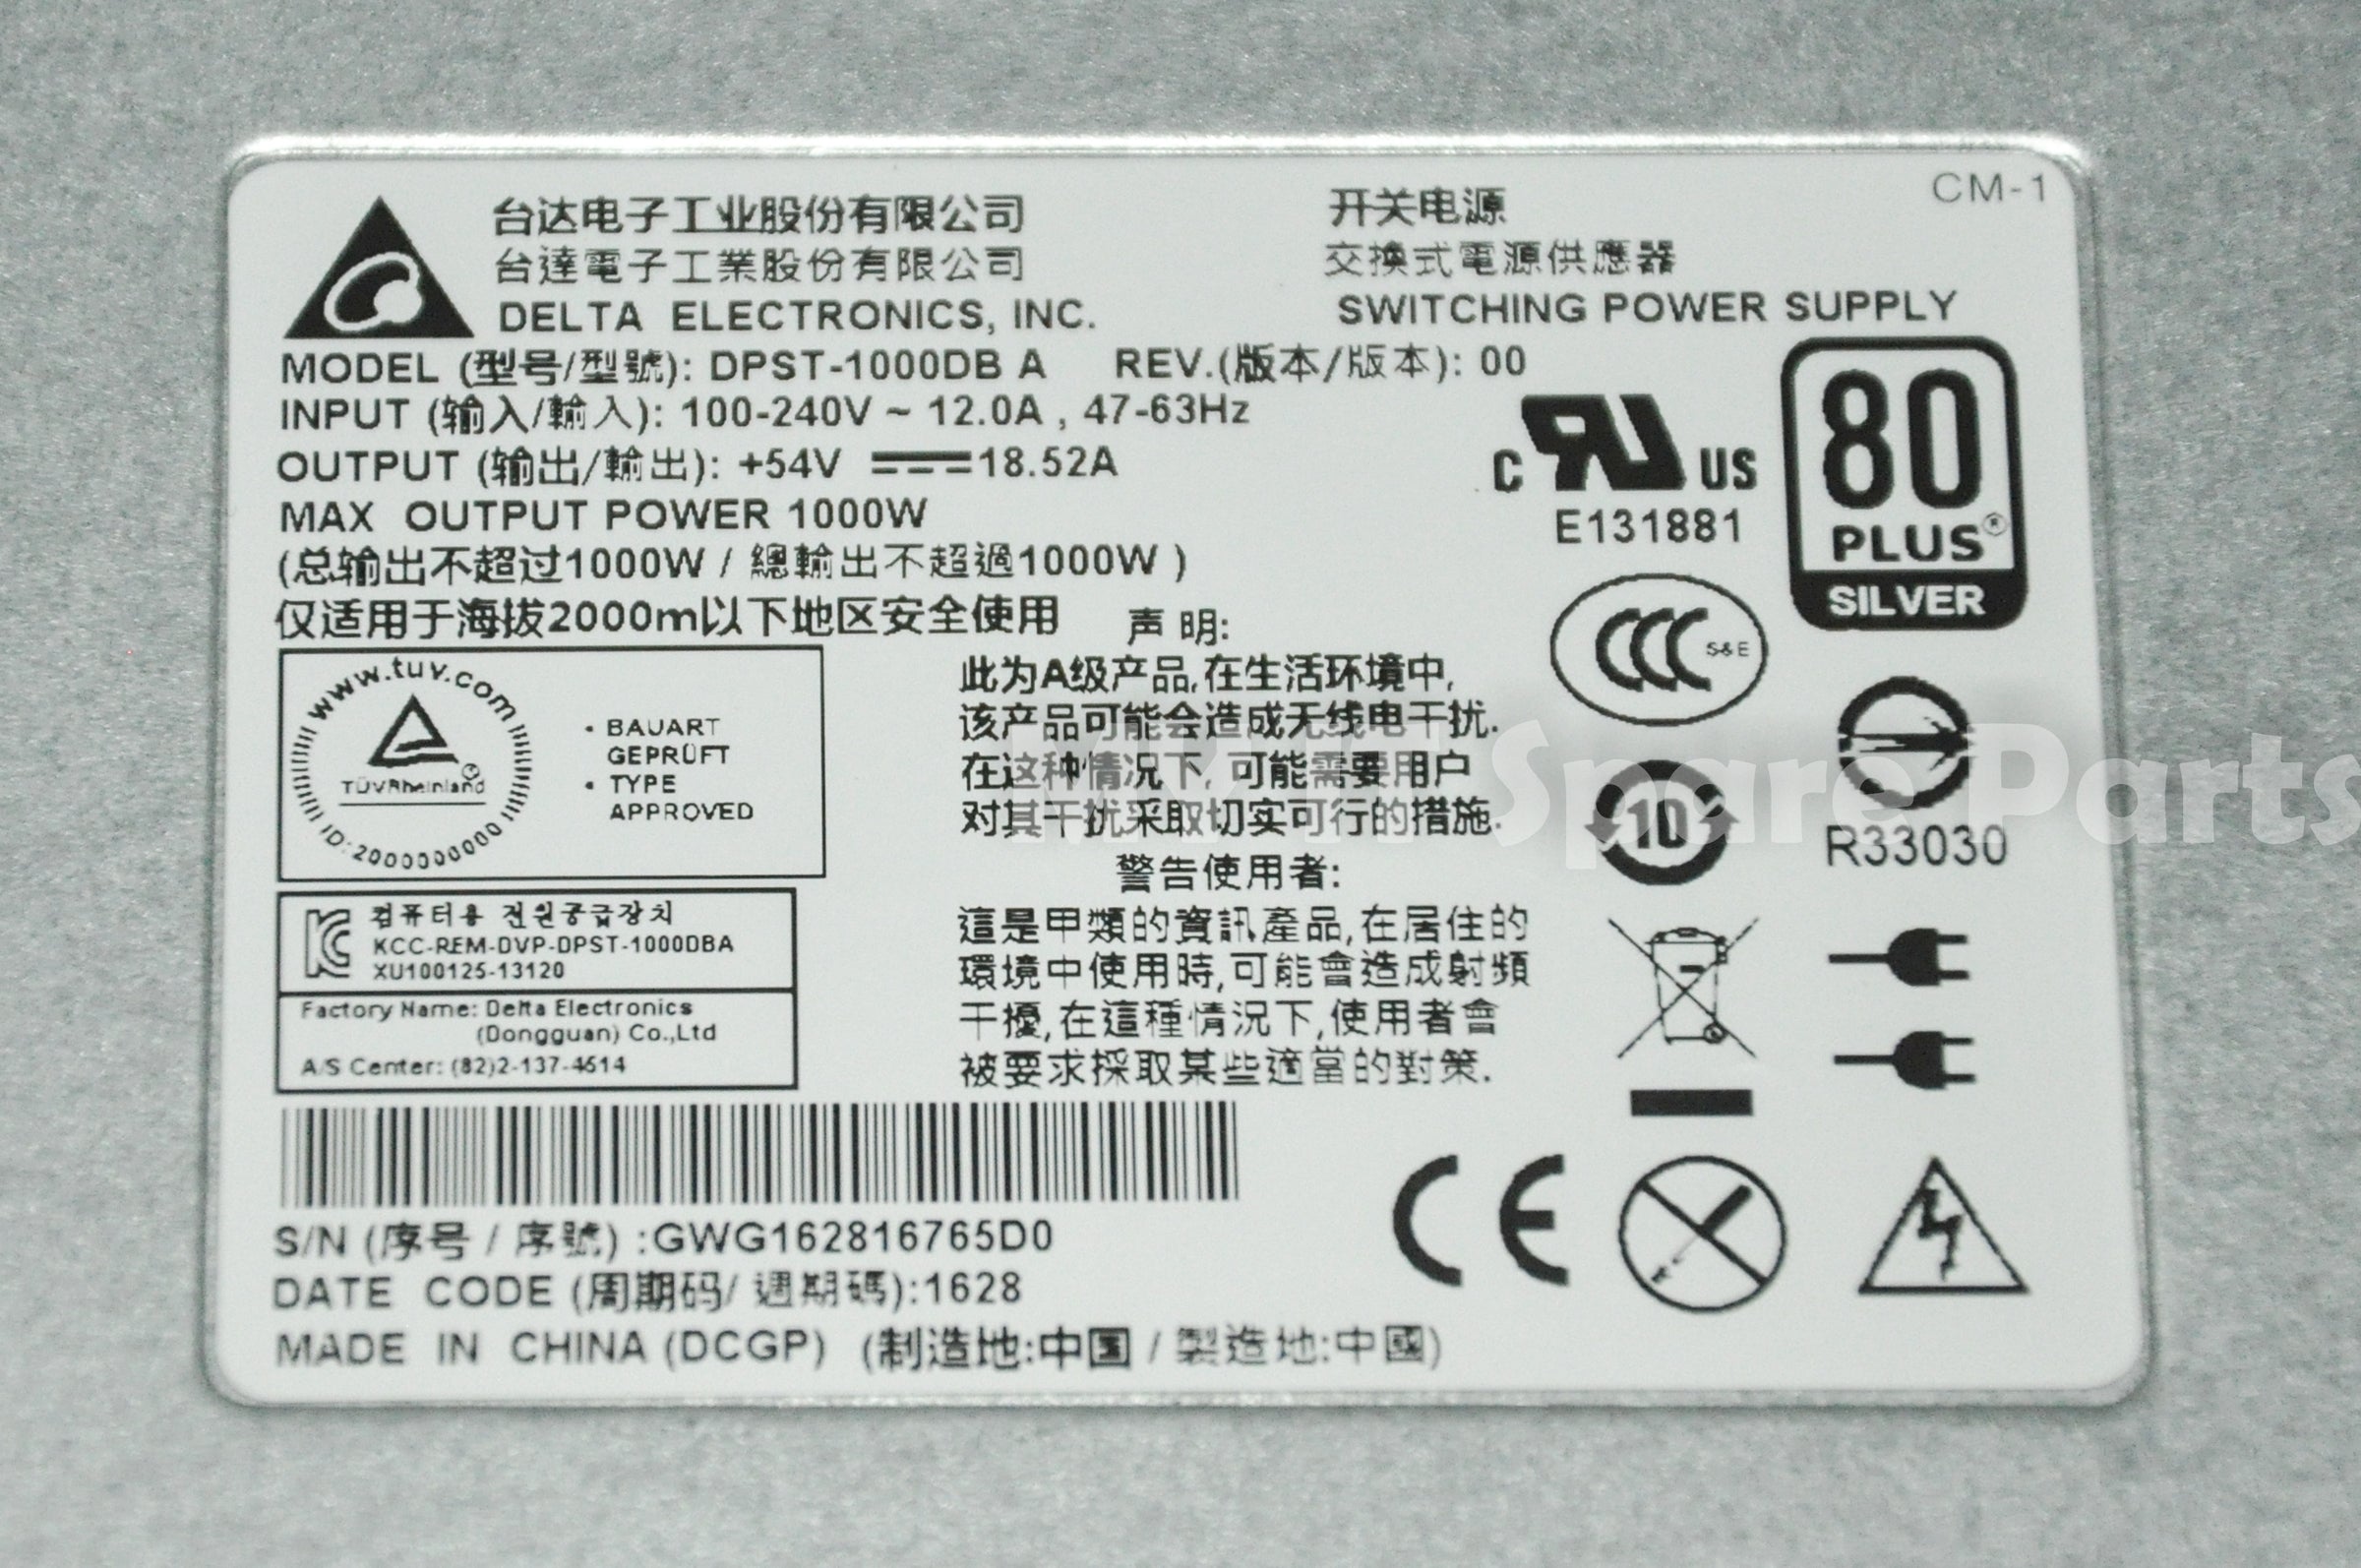 CM-1
台达电子工业股份有限公司
台達電子工業股份有限公司
DELTA ELECTRONICS, INC.
开关电源
交換式電源供應器
SWITCHING POWER SUPPLY
MODEL (型号/型號): DPST-1000DB A REV.(版本/版本): 00
INPUT (输入/輸入): 100-240V ~ 12.0A , 47-63Hz
OUTPUT (输出/輸出): +54V ⎓ 18.52A
MAX OUTPUT POWER 1000W
(总输出不超过1000W / 總輸出不超過1000W )
仅适用于海拔2000m以下地区安全使用
C UL US
E131881
80
PLUS®
SILVER
www.tuv.com
TÜVRheinland
ID:2000000000
• BAUART
GEPRÜFT
• TYPE
APPROVED
声 明:
此为A级产品,在生活环境中,
该产品可能会造成无线电干扰.
在这种情况下, 可能需要用户
对其干扰采取切实可行的措施.
警告使用者:
這是甲類的資訊產品,在居住的
環境中使用時,可能會造成射頻
干擾,在這種情況下,使用者會
被要求採取某些適當的對策.
CCC S&E
10
R33030
Spare Parts
KC
컴퓨터용 전원공급장치
KCC-REM-DVP-DPST-1000DBA
XU100125-13120
Factory Name: Delta Electronics
(Dongguan) Co.,Ltd
A/S Center: (82)2-137-4514
S/N (序号 / 序號) :GWG162816765D0
DATE CODE (周期码/ 週期碼):1628
MADE IN CHINA (DCGP) (制造地:中国 / 製造地:中國)
CE